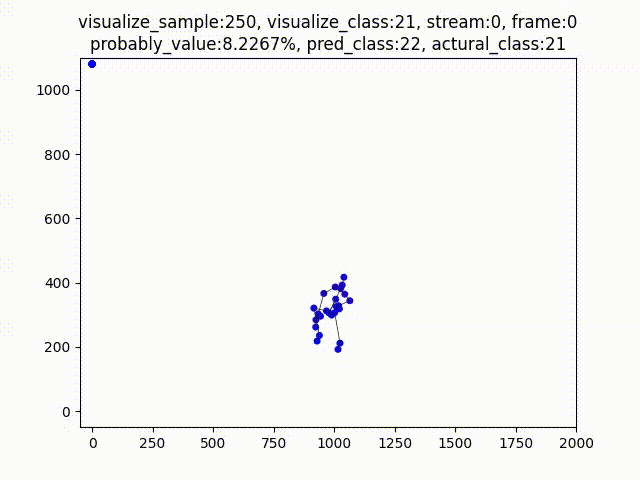 visualize_sample:250, visualize_class:21, stream:0, frame:0
probably_value:8.2267%, pred_class:22, actural_class:21
1000
800
600
400
200
0
0 250 500 750 1000 1250 1500 1750 2000